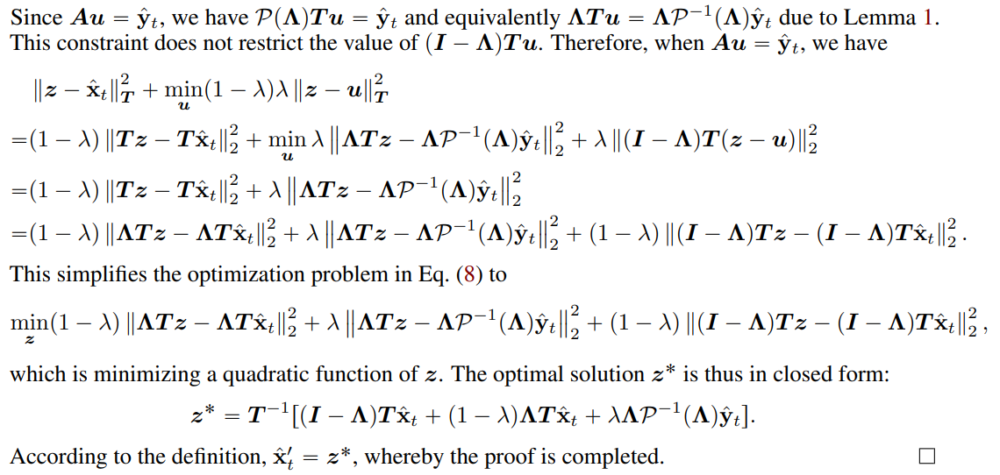 Since $\boldsymbol{A}\boldsymbol{u} = \hat{\mathbf{y}}_t$, we have $\mathcal{P}(\boldsymbol{\Lambda})\boldsymbol{T}\boldsymbol{u} = \hat{\mathbf{y}}_t$ and equivalently $\boldsymbol{\Lambda}\boldsymbol{T}\boldsymbol{u} = \boldsymbol{\Lambda}\mathcal{P}^{-1}(\boldsymbol{\Lambda})\hat{\mathbf{y}}_t$ due to Lemma 1.
This constraint does not restrict the value of $(\boldsymbol{I} - \boldsymbol{\Lambda})\boldsymbol{T}\boldsymbol{u}$. Therefore, when $\boldsymbol{A}\boldsymbol{u} = \hat{\mathbf{y}}_t$, we have
$\|\boldsymbol{z} - \hat{\mathbf{x}}_t\|_{\boldsymbol{T}}^2 + \min_{\boldsymbol{u}}(1 - \lambda)\lambda \|\boldsymbol{z} - \boldsymbol{u}\|_{\boldsymbol{T}}^2$
$=(1 - \lambda) \|\boldsymbol{T}\boldsymbol{z} - \boldsymbol{T}\hat{\mathbf{x}}_t\|_2^2 + \min_{\boldsymbol{u}} \lambda \|\boldsymbol{\Lambda}\boldsymbol{T}\boldsymbol{z} - \boldsymbol{\Lambda}\mathcal{P}^{-1}(\boldsymbol{\Lambda})\hat{\mathbf{y}}_t\|_2^2 + \lambda \|(\boldsymbol{I} - \boldsymbol{\Lambda})\boldsymbol{T}(\boldsymbol{z} - \boldsymbol{u})\|_2^2$
$=(1 - \lambda) \|\boldsymbol{T}\boldsymbol{z} - \boldsymbol{T}\hat{\mathbf{x}}_t\|_2^2 + \lambda \|\boldsymbol{\Lambda}\boldsymbol{T}\boldsymbol{z} - \boldsymbol{\Lambda}\mathcal{P}^{-1}(\boldsymbol{\Lambda})\hat{\mathbf{y}}_t\|_2^2$
$=(1 - \lambda) \|\boldsymbol{\Lambda}\boldsymbol{T}\boldsymbol{z} - \boldsymbol{\Lambda}\boldsymbol{T}\hat{\mathbf{x}}_t\|_2^2 + \lambda \|\boldsymbol{\Lambda}\boldsymbol{T}\boldsymbol{z} - \boldsymbol{\Lambda}\mathcal{P}^{-1}(\boldsymbol{\Lambda})\hat{\mathbf{y}}_t\|_2^2 + (1 - \lambda) \|(\boldsymbol{I} - \boldsymbol{\Lambda})\boldsymbol{T}\boldsymbol{z} - (\boldsymbol{I} - \boldsymbol{\Lambda})\boldsymbol{T}\hat{\mathbf{x}}_t\|_2^2.$
This simplifies the optimization problem in Eq. (8) to
$\min_{\boldsymbol{z}}(1 - \lambda) \|\boldsymbol{\Lambda}\boldsymbol{T}\boldsymbol{z} - \boldsymbol{\Lambda}\boldsymbol{T}\hat{\mathbf{x}}_t\|_2^2 + \lambda \|\boldsymbol{\Lambda}\boldsymbol{T}\boldsymbol{z} - \boldsymbol{\Lambda}\mathcal{P}^{-1}(\boldsymbol{\Lambda})\hat{\mathbf{y}}_t\|_2^2 + (1 - \lambda) \|(\boldsymbol{I} - \boldsymbol{\Lambda})\boldsymbol{T}\boldsymbol{z} - (\boldsymbol{I} - \boldsymbol{\Lambda})\boldsymbol{T}\hat{\mathbf{x}}_t\|_2^2,$
which is minimizing a quadratic function of $\boldsymbol{z}$. The optimal solution $\boldsymbol{z}^*$ is thus in closed form:
$\boldsymbol{z}^* = \boldsymbol{T}^{-1}[(\boldsymbol{I} - \boldsymbol{\Lambda})\boldsymbol{T}\hat{\mathbf{x}}_t + (1 - \lambda)\boldsymbol{\Lambda}\boldsymbol{T}\hat{\mathbf{x}}_t + \lambda\boldsymbol{\Lambda}\mathcal{P}^{-1}(\boldsymbol{\Lambda})\hat{\mathbf{y}}_t].$
According to the definition, $\hat{\mathbf{x}}_t' = \boldsymbol{z}^*$, whereby the proof is completed. □